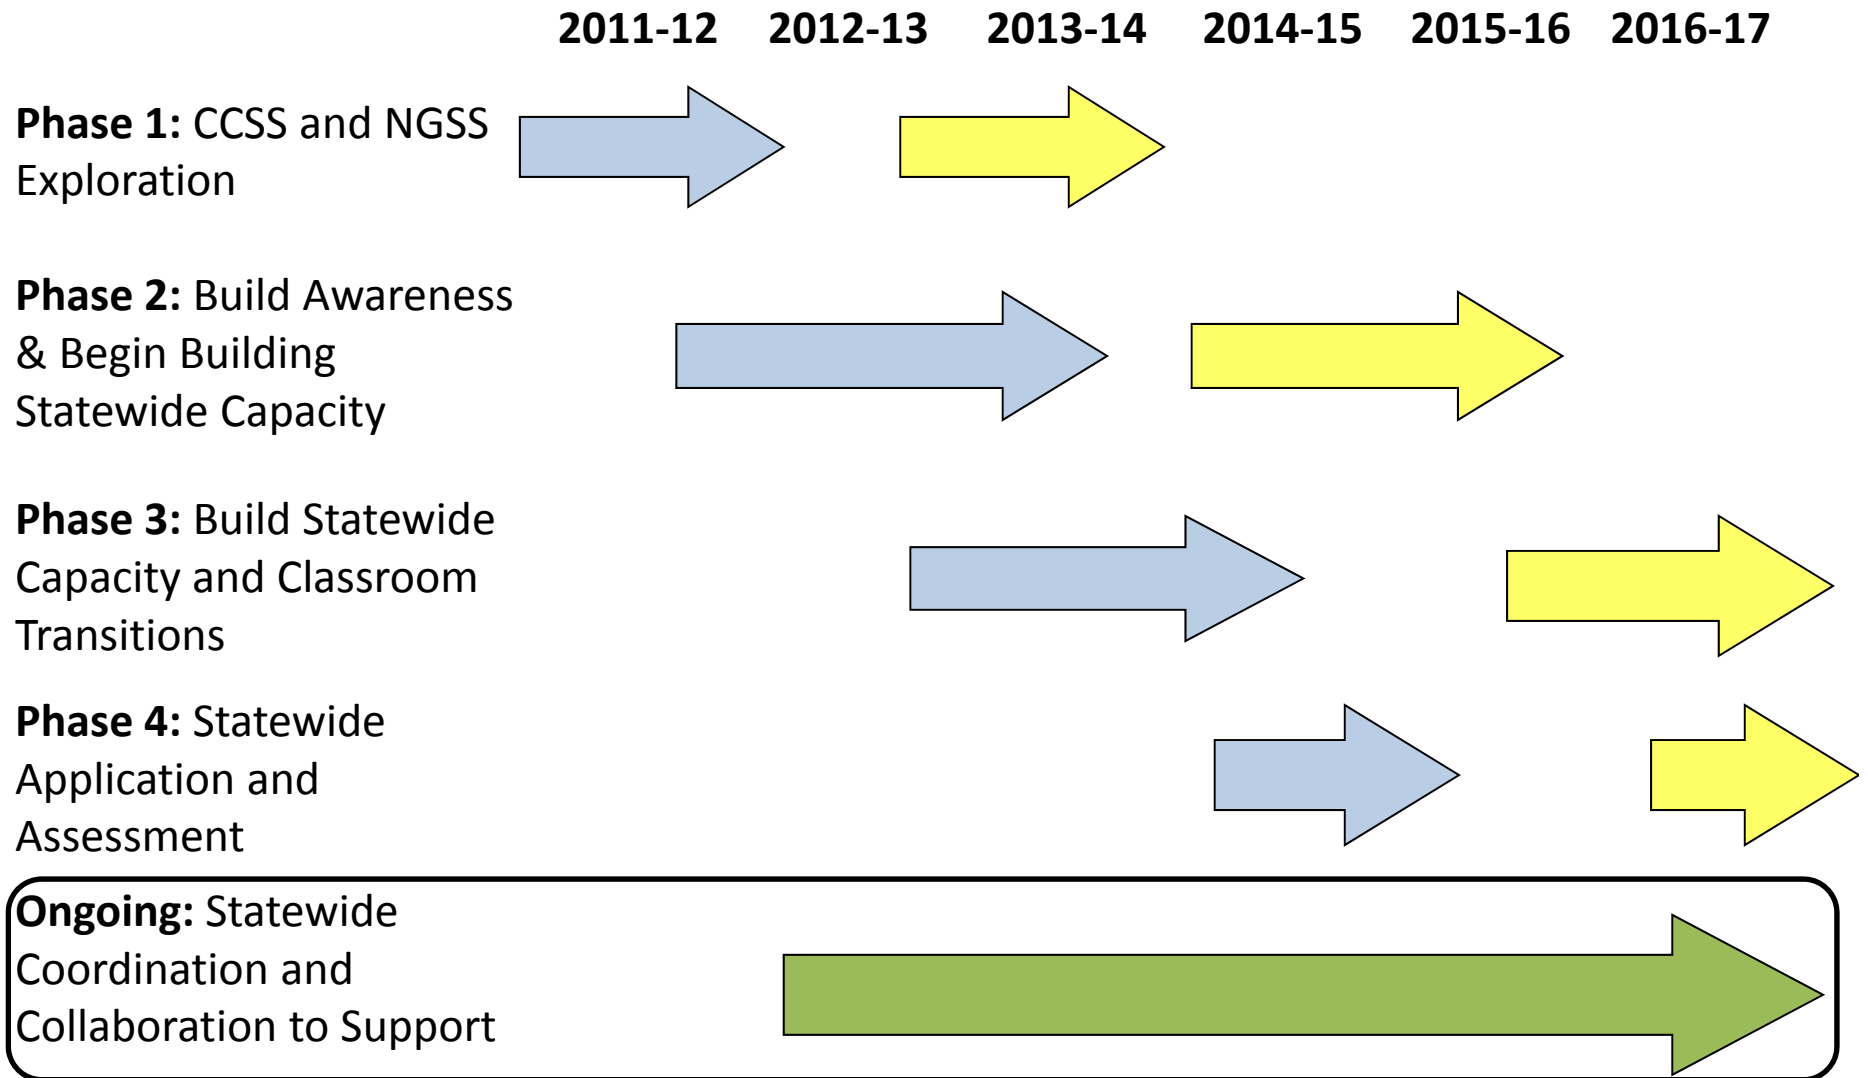 2011-12 2012-13 2013-14 2014-15 2015-16 2016-17
Phase 1: CCSS and NGSS
Exploration
Phase 2: Build Awareness
& Begin Building
Statewide Capacity
Phase 3: Build Statewide
Capacity and Classroom
Transitions
Phase 4: Statewide
Application and
Assessment
Ongoing: Statewide
Coordination and
Collaboration to Support